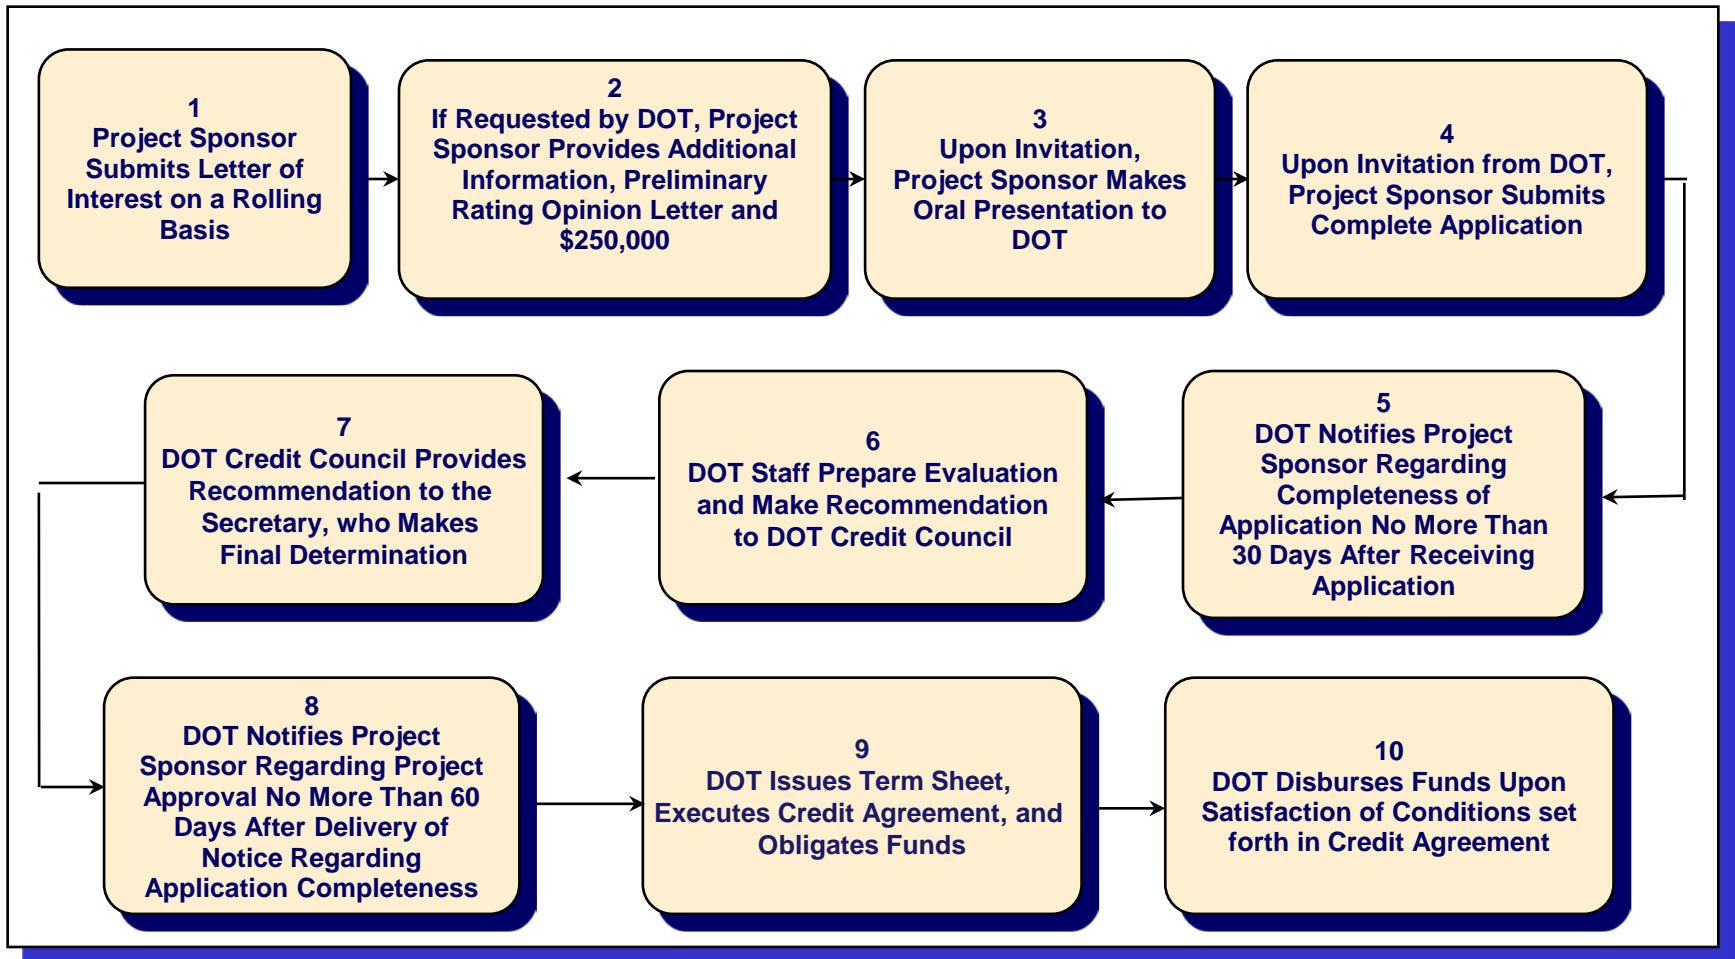 1
Project Sponsor
Submits Letter of
Interest on a Rolling
Basis
2
If Requested by DOT, Project
Sponsor Provides Additional
Information, Preliminary
Rating Opinion Letter and
$250,000
3
Upon Invitation,
Project Sponsor Makes
Oral Presentation to
DOT
4
Upon Invitation from DOT,
Project Sponsor Submits
Complete Application
5
DOT Notifies Project
Sponsor Regarding
Completeness of
Application No More Than
30 Days After Receiving
Application
6
DOT Staff Prepare Evaluation
and Make Recommendation
to DOT Credit Council
7
DOT Credit Council Provides
Recommendation to the
Secretary, who Makes
Final Determination
8
DOT Notifies Project
Sponsor Regarding Project
Approval No More Than 60
Days After Delivery of
Notice Regarding
Application Completeness
9
DOT Issues Term Sheet,
Executes Credit Agreement, and
Obligates Funds
10
DOT Disburses Funds Upon
Satisfaction of Conditions set
forth in Credit Agreement